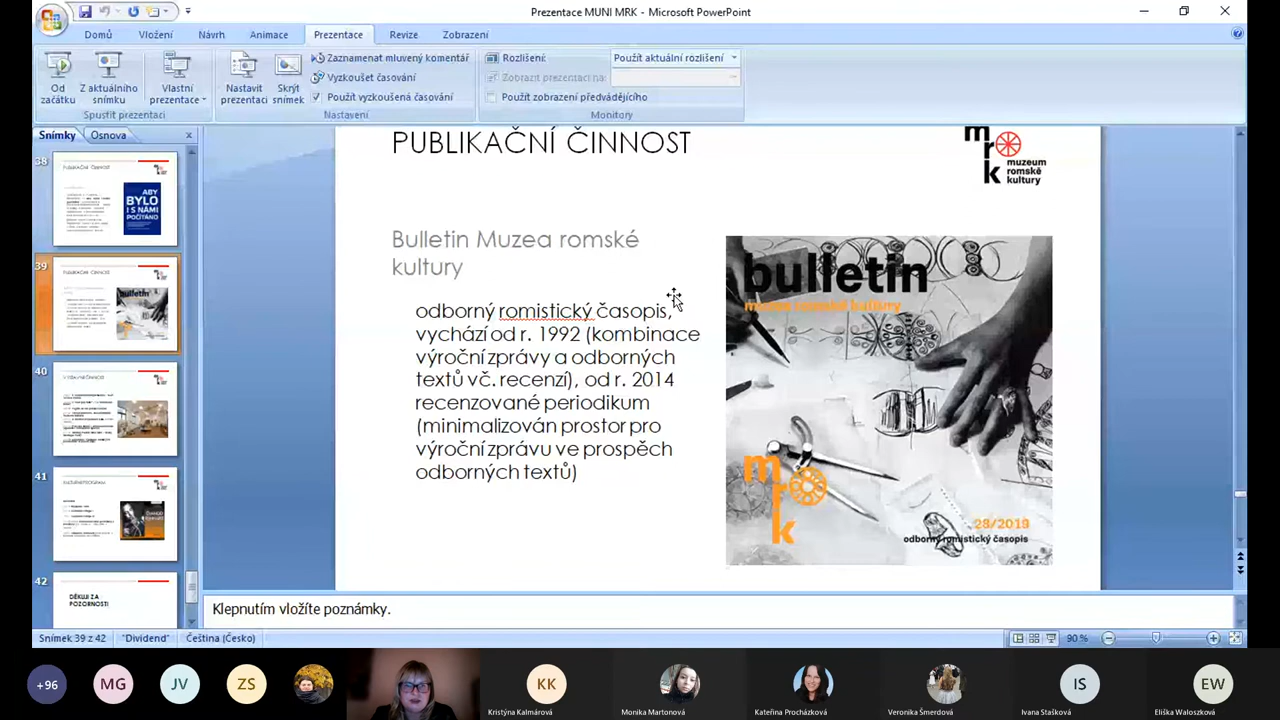 Prezentace MUNI MRK - Microsoft PowerPoint
Domů Vložení Návrh Animace Prezentace Revize Zobrazení
Od začátku
Z aktuálního snímku
Vlastní prezentace
Spustit prezentaci
Nastavit prezentaci
Skrýt snímek
Zaznamenat mluvený komentář
Vyzkoušet časování
Použít vyzkoušená časování
Nastavení
Rozlišení: Použít aktuální rozlišení
Zobrazit prezentaci na:
Použít zobrazení předvádějícího
Monitory
Snímky Osnova
38
PUBLIKAČNÍ ČINNOST
ABY
BYLO
I S NÁMI
POČÍTÁNO
39
PUBLIKAČNÍ ČINNOST
bulletin
40
41
42
DĚKUJI ZA
POZORNOSTI
PUBLIKAČNÍ ČINNOST
mrk
muzeum
romské
kultury
Bulletin Muzea romské
kultury
odborný romistický časopis,
vychází od r. 1992 (kombinace
výroční zprávy a odborných
textů vč. recenzí), od r. 2014
recenzované periodikum
(minimalizován prostor pro
výroční zprávu ve prospěch
odborných textů)
bulletin
muzea romské kultury
mrk
28/2019
odborný romistický časopis
Klepnutím vložíte poznámky.
Snímek 39 z 42 "Dividend" Čeština (Česko) 90 %
+96 MG JV ZS KK IS EW
Kristýna Kalmárová Monika Martonová Kateřina Procházková Veronika Šmerdová Ivana Stašková Eliška Waloszková